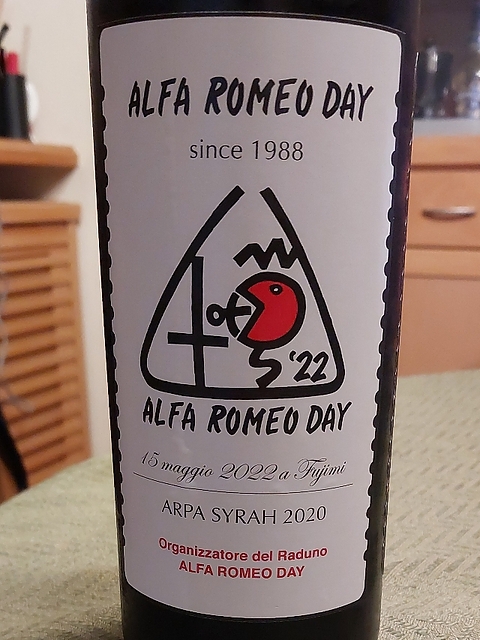 ALFA ROMEO DAY
since 1988
'22
ALFA ROMEO DAY
15 maggio 2022 a Fujimi
ARPA SYRAH 2020
Organizzatore del Raduno
ALFA ROMEO DAY